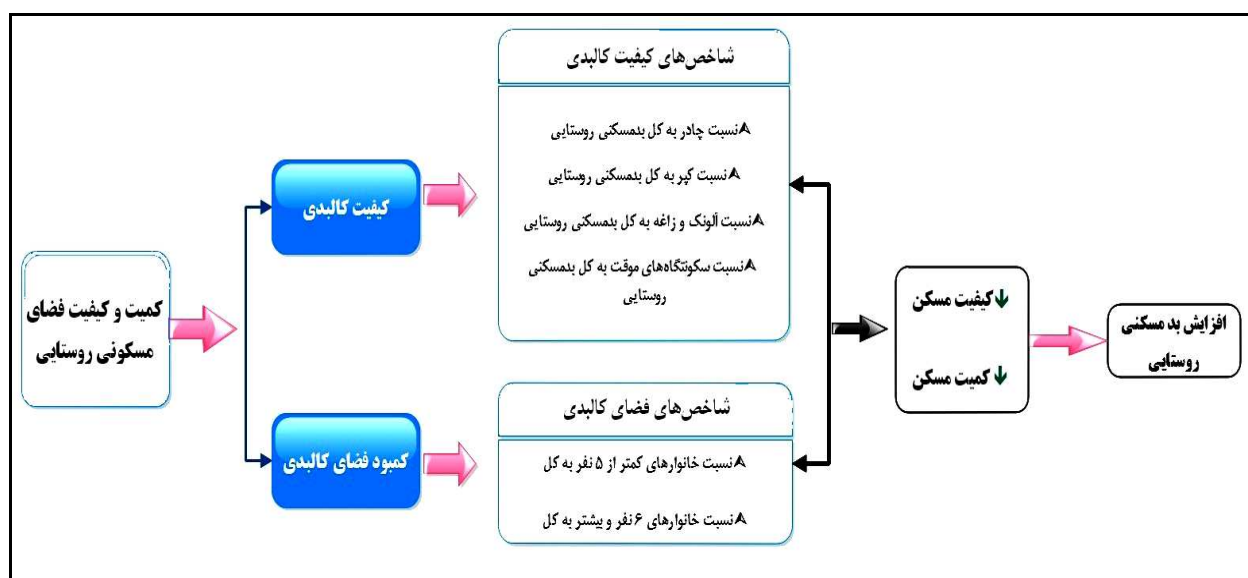 کمیت و کیفیت فضای
مسکونی روستایی
کیفیت کالبدی
شاخص‌های کیفیت کالبدی
نسبت چادر به کل بدمسکنی روستایی
نسبت کپر به کل بدمسکنی روستایی
نسبت آلونک و زاغه به کل بدمسکنی روستایی
نسبت سکونتگاه‌های موقت به کل بدمسکنی
روستایی
کمبود فضای کالبدی
شاخص‌های فضای کالبدی
نسبت خانوارهای کمتر از ۵ نفر به کل
نسبت خانوارهای ۶ نفر و بیشتر به کل
کیفیت مسکن
کمیت مسکن
افزایش بد مسکنی
روستایی